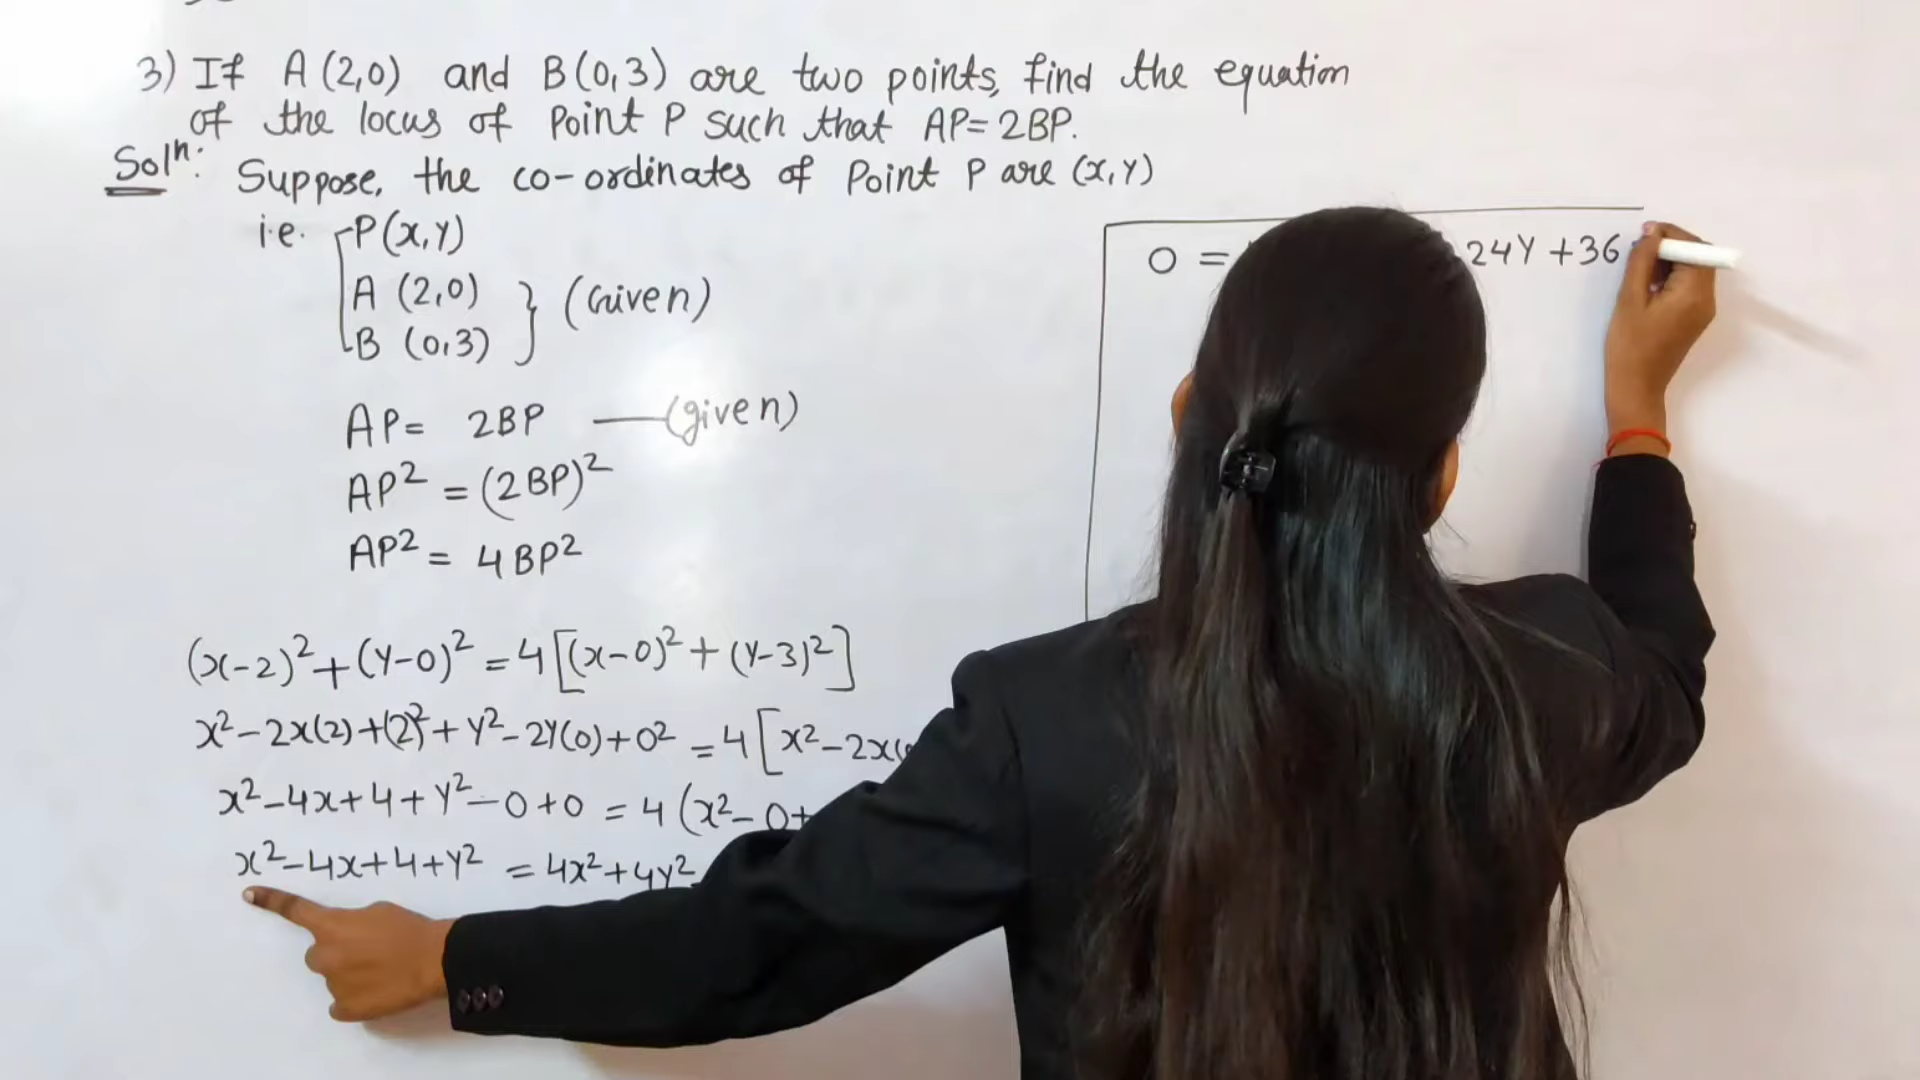 3) If A (2,0) and B(0,3) are two points, find the equation
of the locus of point P such that AP=2BP.
Solⁿ: Suppose, the co-ordinates of point P are (x,y)
i.e. P(x,y)
A (2,0)
B (0,3) } (Given)
AP= 2BP —(given)
AP² = (2BP)²
AP² = 4BP²
(x-2)²+(y-0)² =4[(x-0)²+(y-3)²]
x²-2x(2)+(2)²+y²-2y(0)+0² =4[x²-2x(
x²-4x+4+y²-0+0 = 4(x²-0+
x²-4x+4+y² = 4x²+4y²
0 = 24y+36